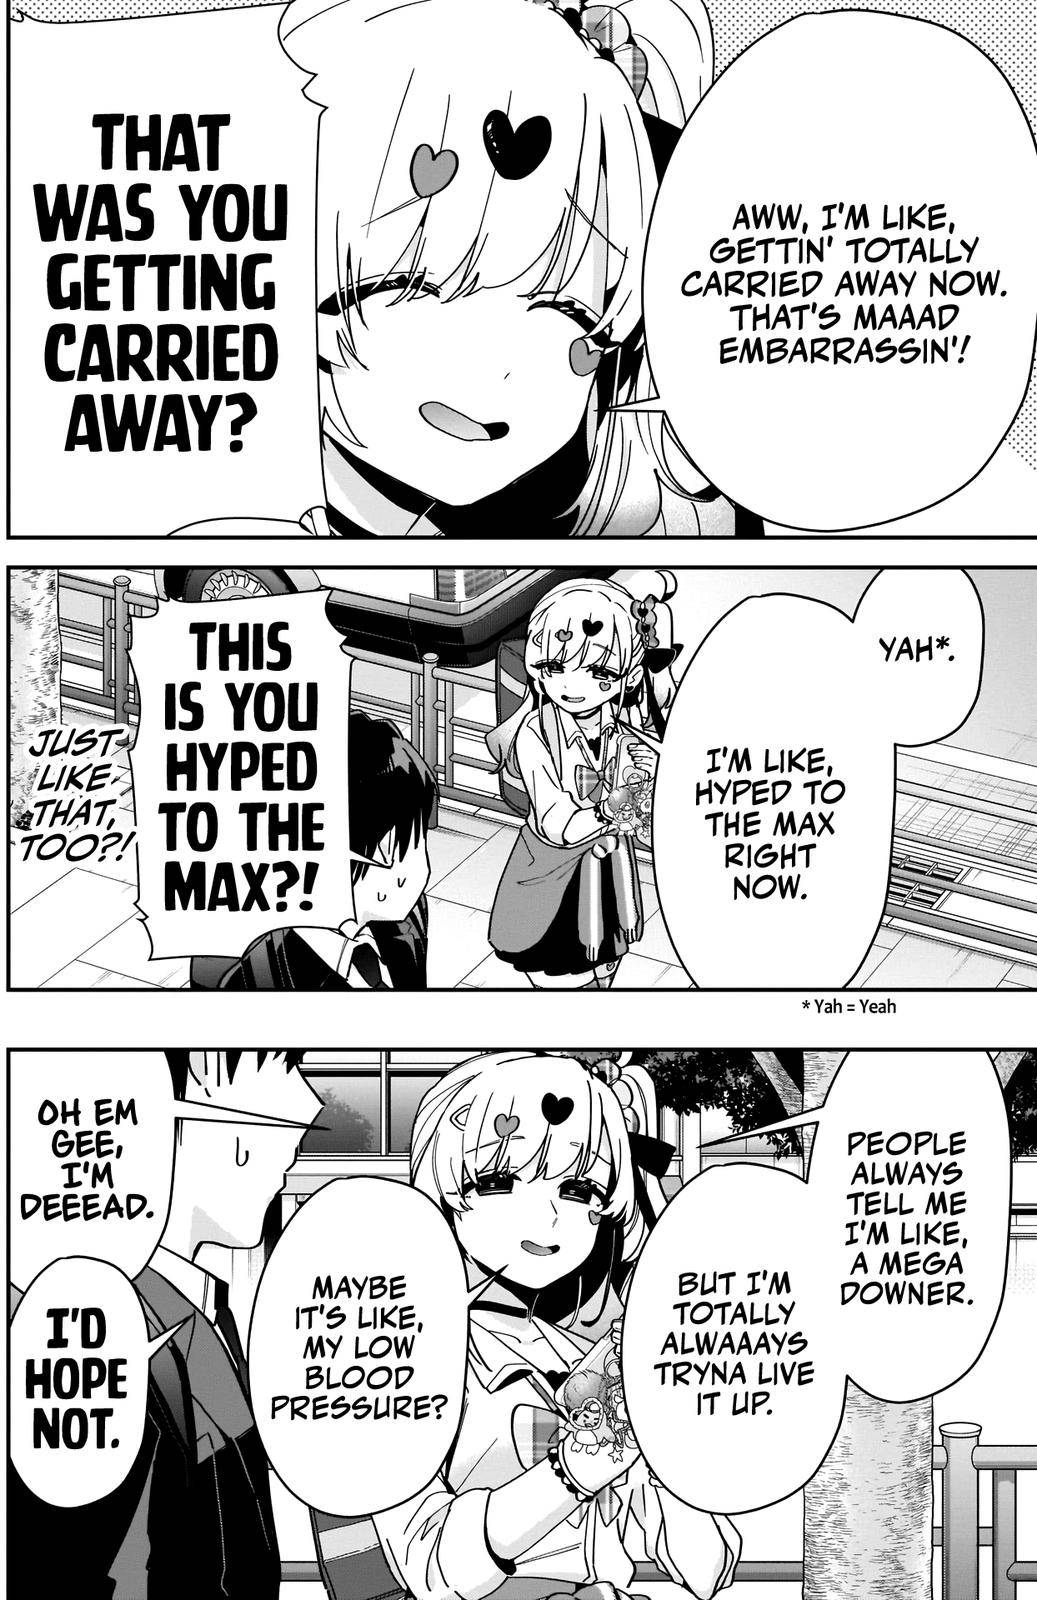 AWW, I'M LIKE,
GETTIN' TOTALLY
CARRIED AWAY NOW.
THAT'S MAAAD
EMBARRASSIN'!
THAT
WAS YOU
GETTING
CARRIED
AWAY?
YAH*.
I'M LIKE,
HYPED TO
THE MAX
RIGHT
NOW.
THIS
IS YOU
HYPED
TO THE
MAX?!
JUST
LIKE
THAT,
TOO?!
* Yah = Yeah
PEOPLE
ALWAYS
TELL ME
I'M LIKE,
A MEGA
DOWNER.
BUT I'M
TOTALLY
ALWAAAYS
TRYNA LIVE
IT UP.
MAYBE
IT'S LIKE,
MY LOW
BLOOD
PRESSURE?
OH EM
GEE,
I'M
DEEEAD.
I'D
HOPE
NOT.